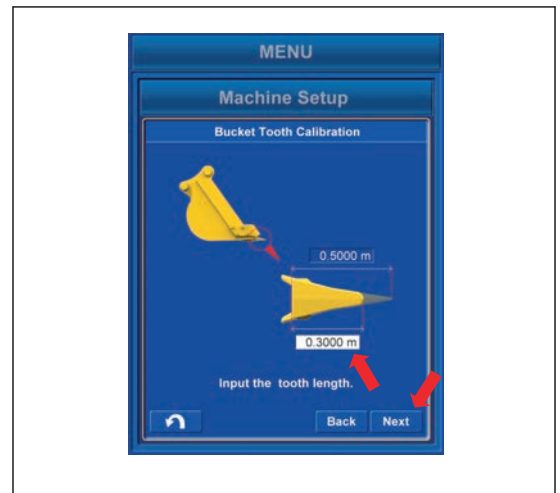 MENU
Machine Setup
Bucket Tooth Calibration
0.5000 m
0.3000 m
Input the tooth length.
Back Next